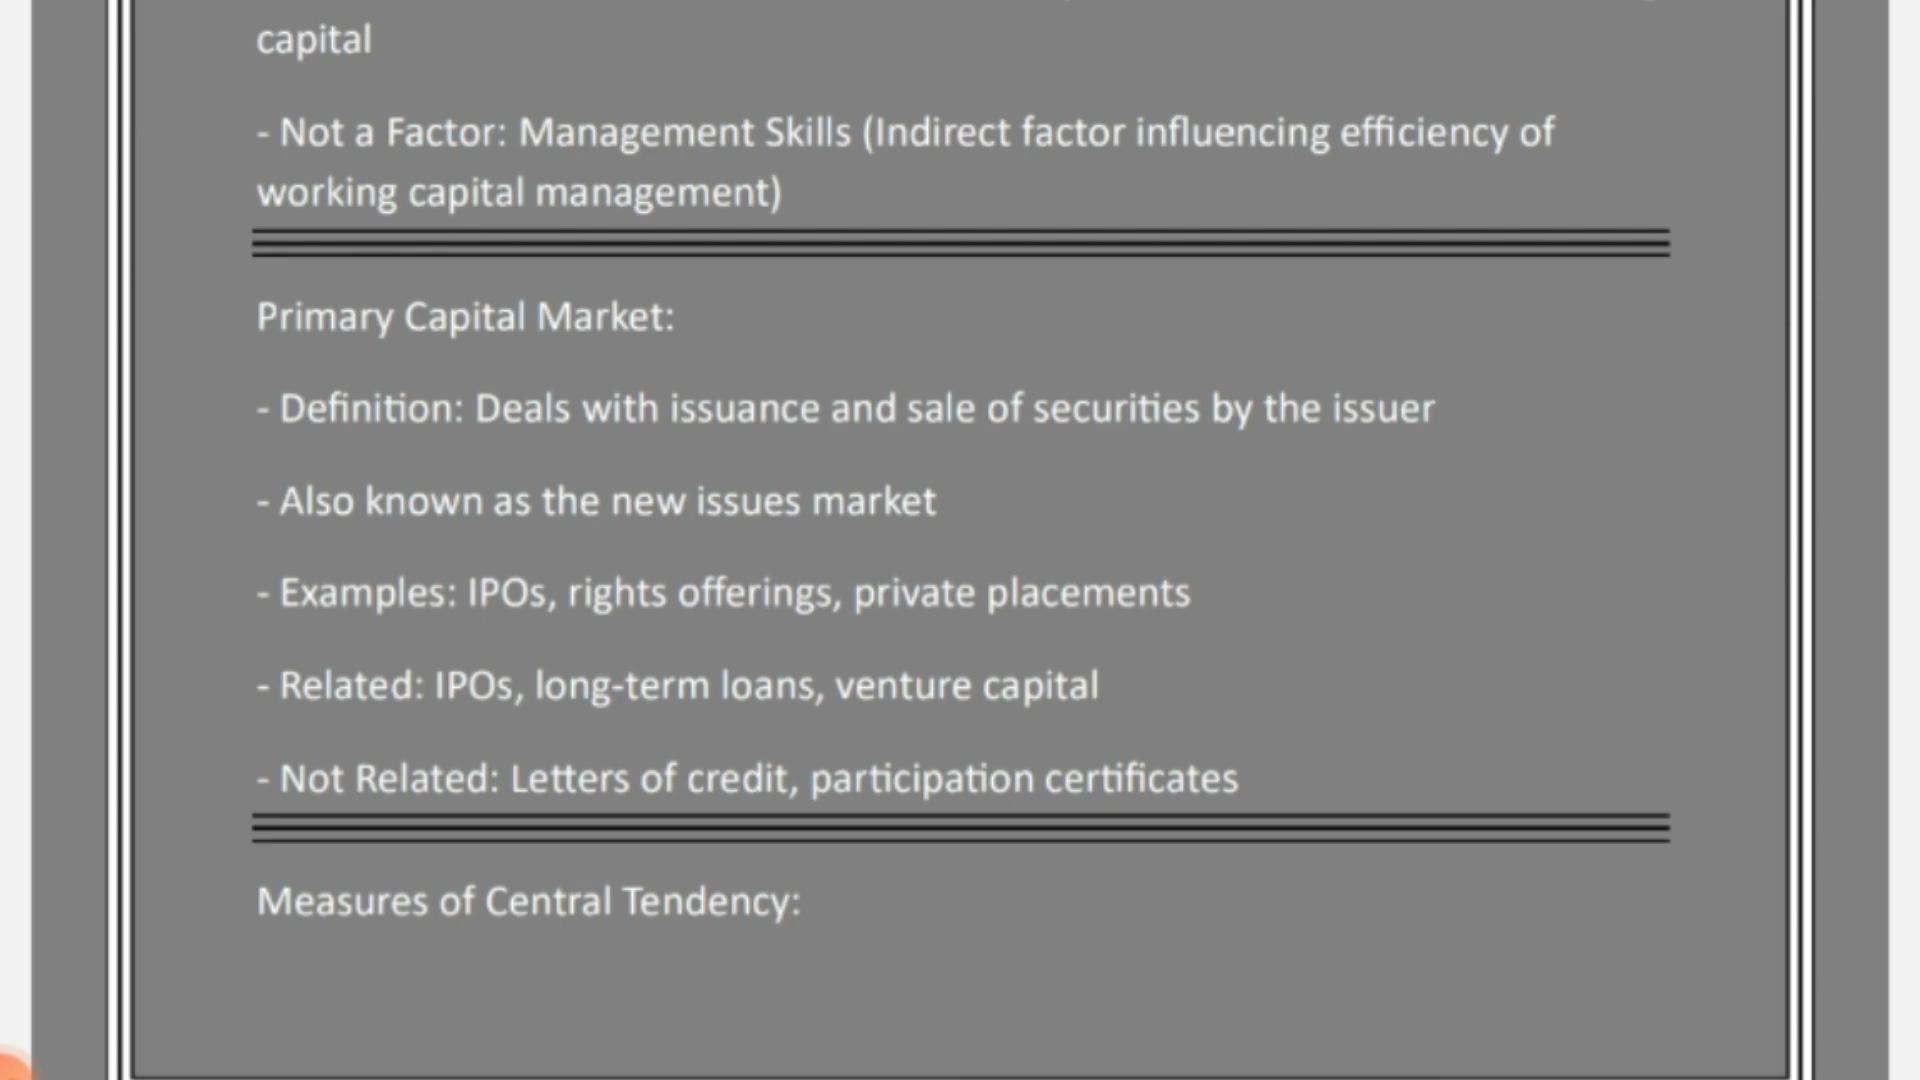 capital
- Not a Factor: Management Skills (Indirect factor influencing efficiency of
working capital management)
Primary Capital Market:
- Definition: Deals with issuance and sale of securities by the issuer
- Also known as the new issues market
- Examples: IPOs, rights offerings, private placements
- Related: IPOs, long-term loans, venture capital
- Not Related: Letters of credit, participation certificates
Measures of Central Tendency: